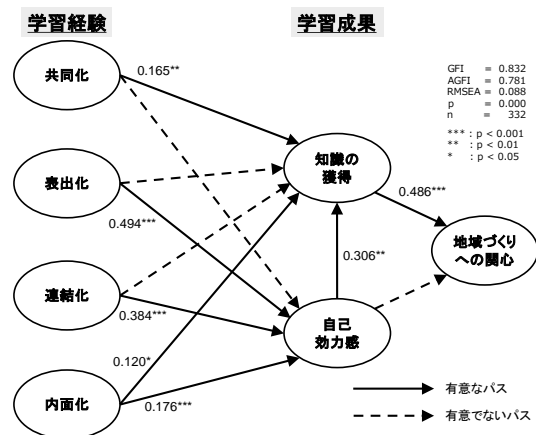 学習経験
学習成果
共同化
表出化
連結化
内面化
知識の
獲得
自己
効力感
地域づくり
への関心
0.165**
0.494***
0.384***
0.120*
0.176***
0.306**
0.486***
GFI = 0.832
AGFI = 0.781
RMSEA = 0.088
p = 0.000
n = 332
*** : p < 0.001
** : p < 0.01
* : p < 0.05
有意なパス
有意でないパス